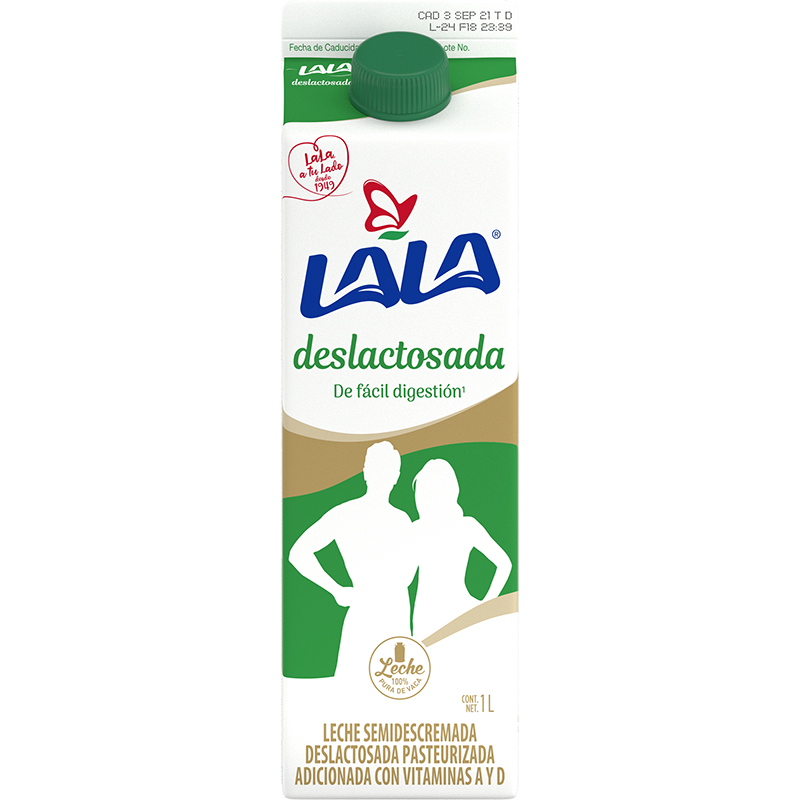 CAD 3 SEP 21 T D
L-24 F18 23:39
Fecha de Caducida
ote No.
LALA
deslactosada
LaLa
a tu Lado
desde
1949
LALA®
deslactosada
De fácil digestión¹
Leche
100%
PURA DE VACA
CONT. NET. 1 L
LECHE SEMIDESCREMADA
DESLACTOSADA PASTEURIZADA
ADICIONADA CON VITAMINAS A Y D